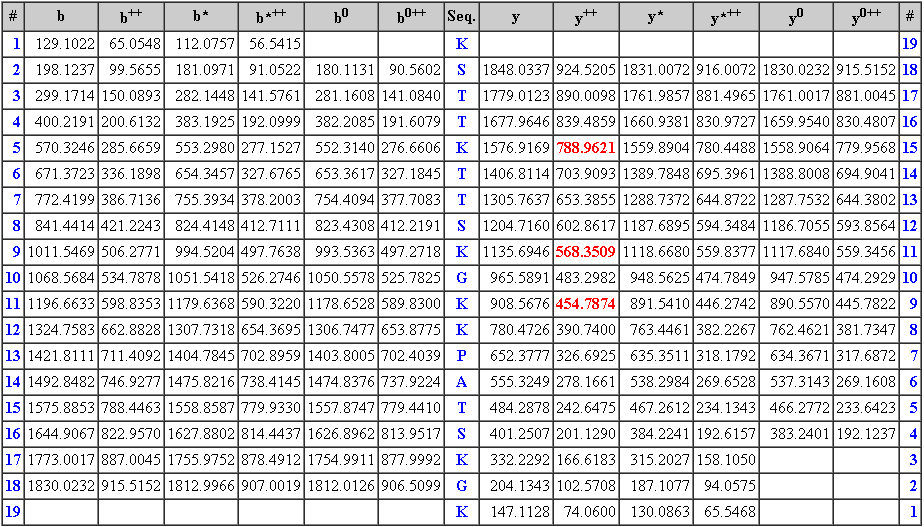 # b b++ b* b*++ b0 b0++ Seq. y y++ y* y*++ y0 y0++ #
1 129.1022 65.0548 112.0757 56.5415 K 19
2 198.1237 99.5655 181.0971 91.0522 180.1131 90.5602 S 1848.0337 924.5205 1831.0072 916.0072 1830.0232 915.5152 18
3 299.1714 150.0893 282.1448 141.5761 281.1608 141.0840 T 1779.0123 890.0098 1761.9857 881.4965 1761.0017 881.0045 17
4 400.2191 200.6132 383.1925 192.0999 382.2085 191.6079 T 1677.9646 839.4859 1660.9381 830.9727 1659.9540 830.4807 16
5 570.3246 285.6659 553.2980 277.1527 552.3140 276.6606 K 1576.9169 788.9621 1559.8904 780.4488 1558.9064 779.9568 15
6 671.3723 336.1898 654.3457 327.6765 653.3617 327.1845 T 1406.8114 703.9093 1389.7848 695.3961 1388.8008 694.9041 14
7 772.4199 386.7136 755.3934 378.2003 754.4094 377.7083 T 1305.7637 653.3855 1288.7372 644.8722 1287.7532 644.3802 13
8 841.4414 421.2243 824.4148 412.7111 823.4308 412.2191 S 1204.7160 602.8617 1187.6895 594.3484 1186.7055 593.8564 12
9 1011.5469 506.2771 994.5204 497.7638 993.5363 497.2718 K 1135.6946 568.3509 1118.6680 559.8377 1117.6840 559.3456 11
10 1068.5684 534.7878 1051.5418 526.2746 1050.5578 525.7825 G 965.5891 483.2982 948.5625 474.7849 947.5785 474.2929 10
11 1196.6633 598.8353 1179.6368 590.3220 1178.6528 589.8300 K 908.5676 454.7874 891.5410 446.2742 890.5570 445.7822 9
12 1324.7583 662.8828 1307.7318 654.3695 1306.7477 653.8775 K 780.4726 390.7400 763.4461 382.2267 762.4621 381.7347 8
13 1421.8111 711.4092 1404.7845 702.8959 1403.8005 702.4039 P 652.3777 326.6925 635.3511 318.1792 634.3671 317.6872 7
14 1492.8482 746.9277 1475.8216 738.4145 1474.8376 737.9224 A 555.3249 278.1661 538.2984 269.6528 537.3143 269.1608 6
15 1575.8853 788.4463 1558.8587 779.9330 1557.8747 779.4410 T 484.2878 242.6475 467.2612 234.1343 466.2772 233.6423 5
16 1644.9067 822.9570 1627.8802 814.4437 1626.8962 813.9517 S 401.2507 201.1290 384.2241 192.6157 383.2401 192.1237 4
17 1773.0017 887.0045 1755.9752 878.4912 1754.9911 877.9992 K 332.2292 166.6183 315.2027 158.1050 3
18 1830.0232 915.5152 1812.9966 907.0019 1812.0126 906.5099 G 204.1343 102.5708 187.1077 94.0575 2
19 K 147.1128 74.0600 130.0863 65.5468 1